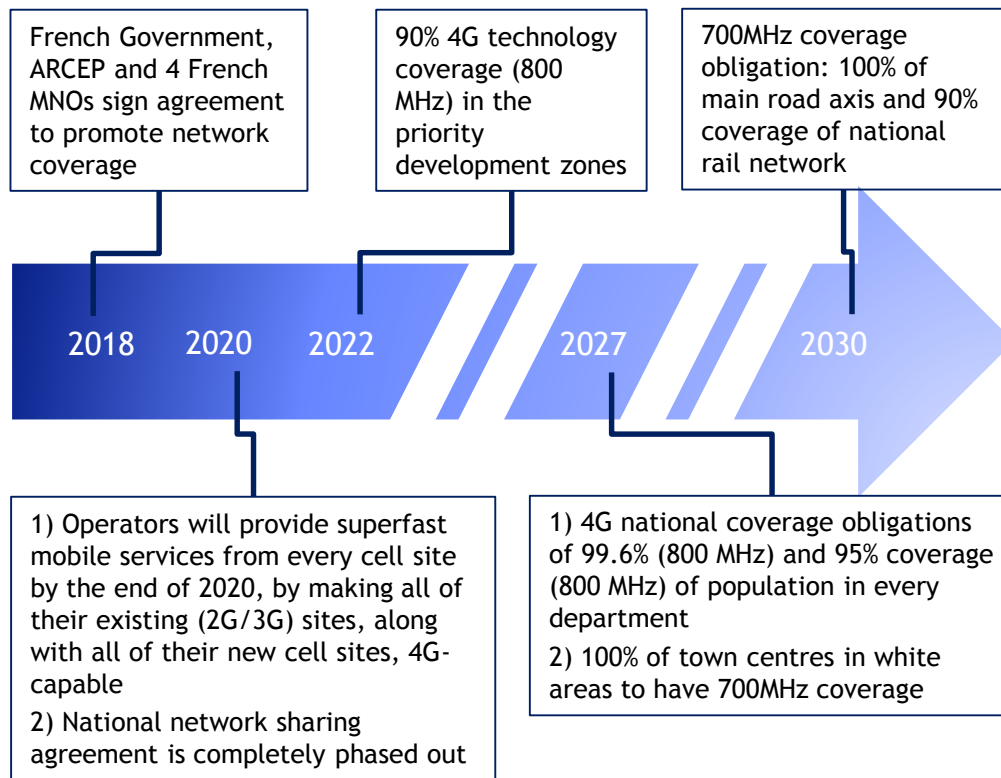 French Government,
ARCEP and 4 French
MNOs sign agreement
to promote network
coverage
90% 4G technology
coverage (800
MHz) in the
priority
development zones
700MHz coverage
obligation: 100% of
main road axis and 90%
coverage of national
rail network
2018
2020
2022
2027
2030
1) Operators will provide superfast
mobile services from every cell site
by the end of 2020, by making all of
their existing (2G/3G) sites, along
with all of their new cell sites, 4G-
capable
2) National network sharing
agreement is completely phased out
1) 4G national coverage obligations
of 99.6% (800 MHz) and 95% coverage
(800 MHz) of population in every
department
2) 100% of town centres in white
areas to have 700MHz coverage